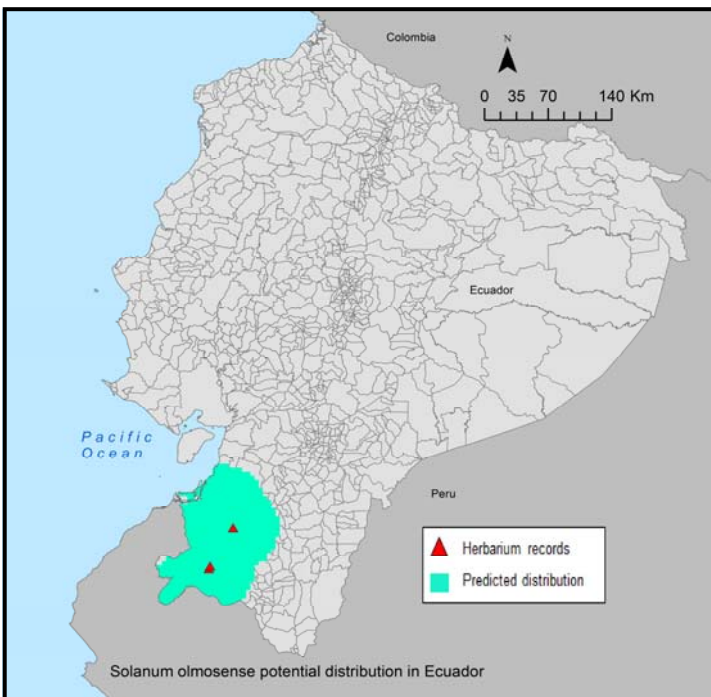 Colombia
N
0 35 70 140 Km
Ecuador
Pacific
Ocean
Peru
Herbarium records
Predicted distribution
Solanum olmosense potential distribution in Ecuador